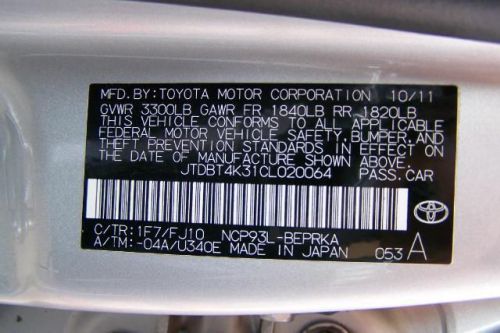 MFD.BY:TOYOTA MOTOR CORPORATION 10/11
GVWR 3300LB GAWR FR 1840LB RR 1820LB
THIS VEHICLE CONFORMS TO ALL APPLICABLE
FEDERAL MOTOR VEHICLE SAFETY,BUMPER,AND
THEFT PREVENTION STANDARDS IN EFFECT ON
THE DATE OF MANUFACTURE SHOWN ABOVE.
JTDBT4K31CL020064 PASS.CAR
C/TR:1F7/FJ10 NCP93L-BEPRKA
A/TM:-04A/U340E MADE IN JAPAN 053 A